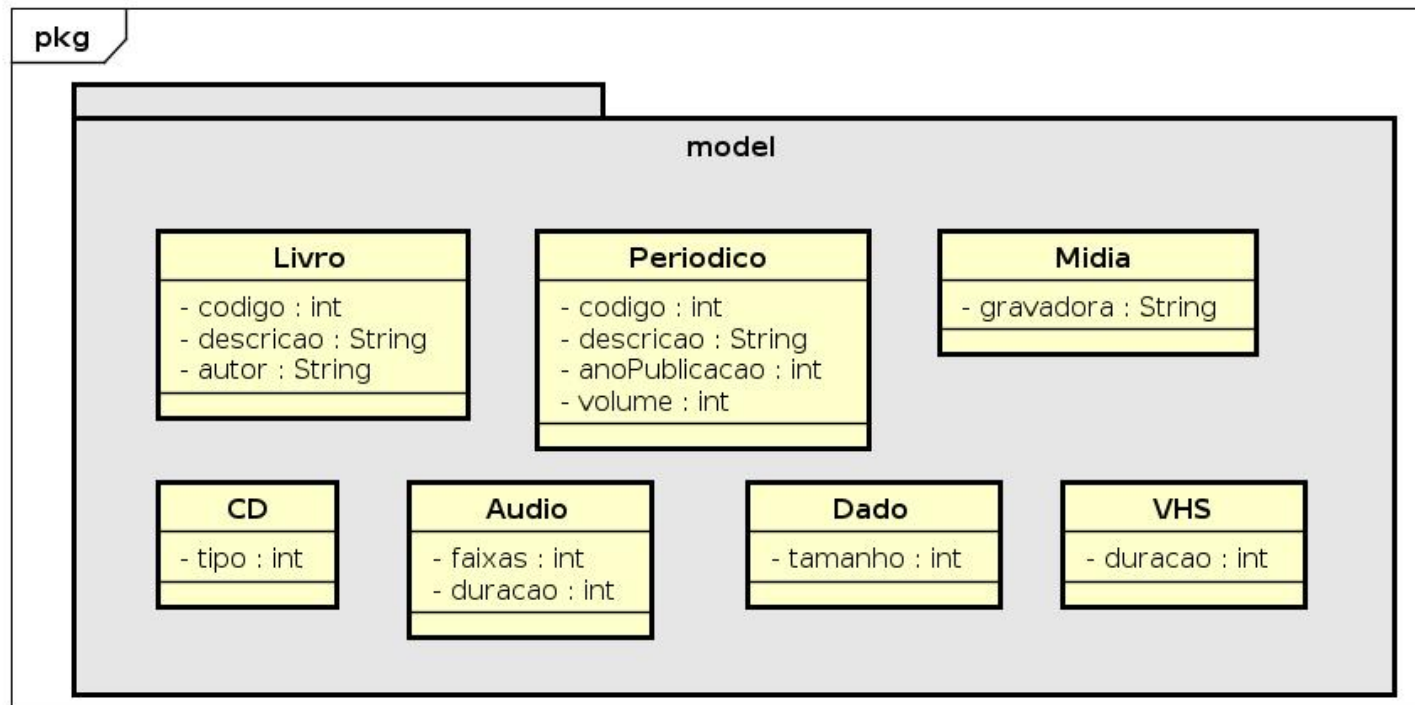 pkg
model
Livro
- codigo : int
- descricao : String
- autor : String
Periodico
- codigo : int
- descricao : String
- anoPublicacao : int
- volume : int
Midia
- gravadora : String
CD
- tipo : int
Audio
- faixas : int
- duracao : int
Dado
- tamanho : int
VHS
- duracao : int